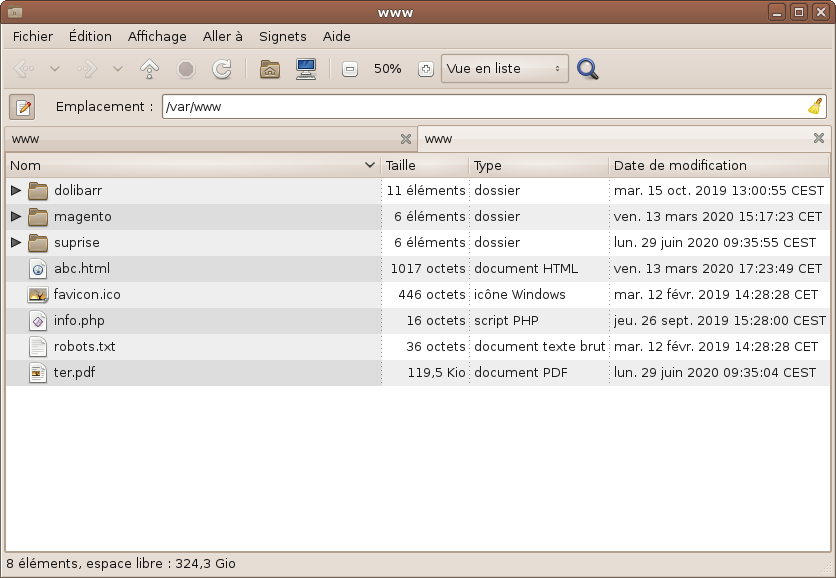 www
Fichier Édition Affichage Aller à Signets Aide
50% Vue en liste
Emplacement : /var/www
www www
Nom Taille Type Date de modification
dolibarr 11 éléments dossier mar. 15 oct. 2019 13:00:55 CEST
magento 6 éléments dossier ven. 13 mars 2020 15:17:23 CET
suprise 6 éléments dossier lun. 29 juin 2020 09:35:55 CEST
abc.html 1017 octets document HTML ven. 13 mars 2020 17:23:49 CET
favicon.ico 446 octets icône Windows mar. 12 févr. 2019 14:28:28 CET
info.php 16 octets script PHP jeu. 26 sept. 2019 15:28:00 CEST
robots.txt 36 octets document texte brut mar. 12 févr. 2019 14:28:28 CET
ter.pdf 119,5 Kio document PDF lun. 29 juin 2020 09:35:04 CEST
8 éléments, espace libre : 324,3 Gio